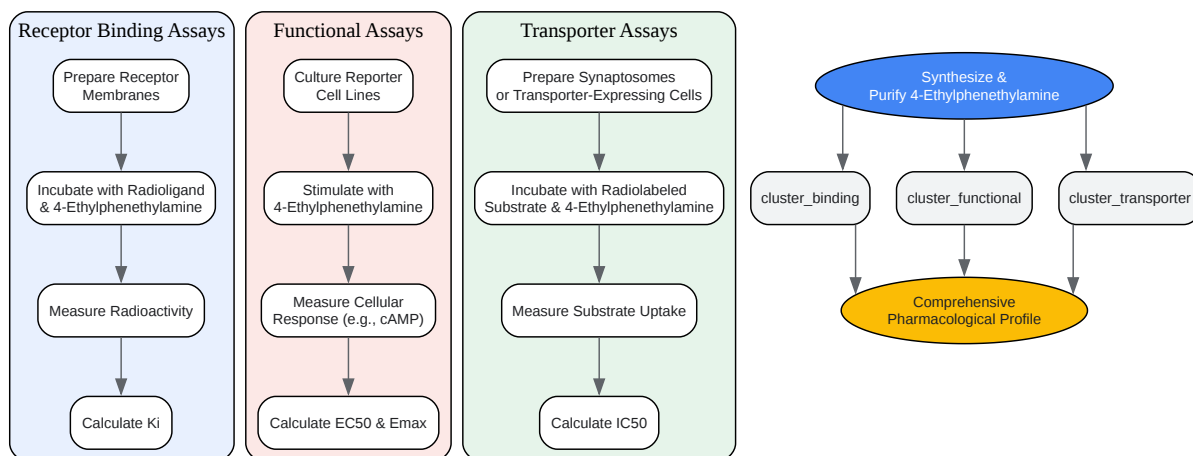 Receptor Binding Assays
Prepare Receptor
Membranes
Incubate with Radioligand
& 4-Ethylphenethylamine
Measure Radioactivity
Calculate Ki
Functional Assays
Culture Reporter
Cell Lines
Stimulate with
4-Ethylphenethylamine
Measure Cellular
Response (e.g., cAMP)
Calculate EC50 & Emax
Transporter Assays
Prepare Synaptosomes
or Transporter-Expressing Cells
Incubate with Radiolabeled
Substrate & 4-Ethylphenethylamine
Measure Substrate Uptake
Calculate IC50
Synthesize &
Purify 4-Ethylphenethylamine
cluster_binding
cluster_functional
cluster_transporter
Comprehensive
Pharmacological Profile